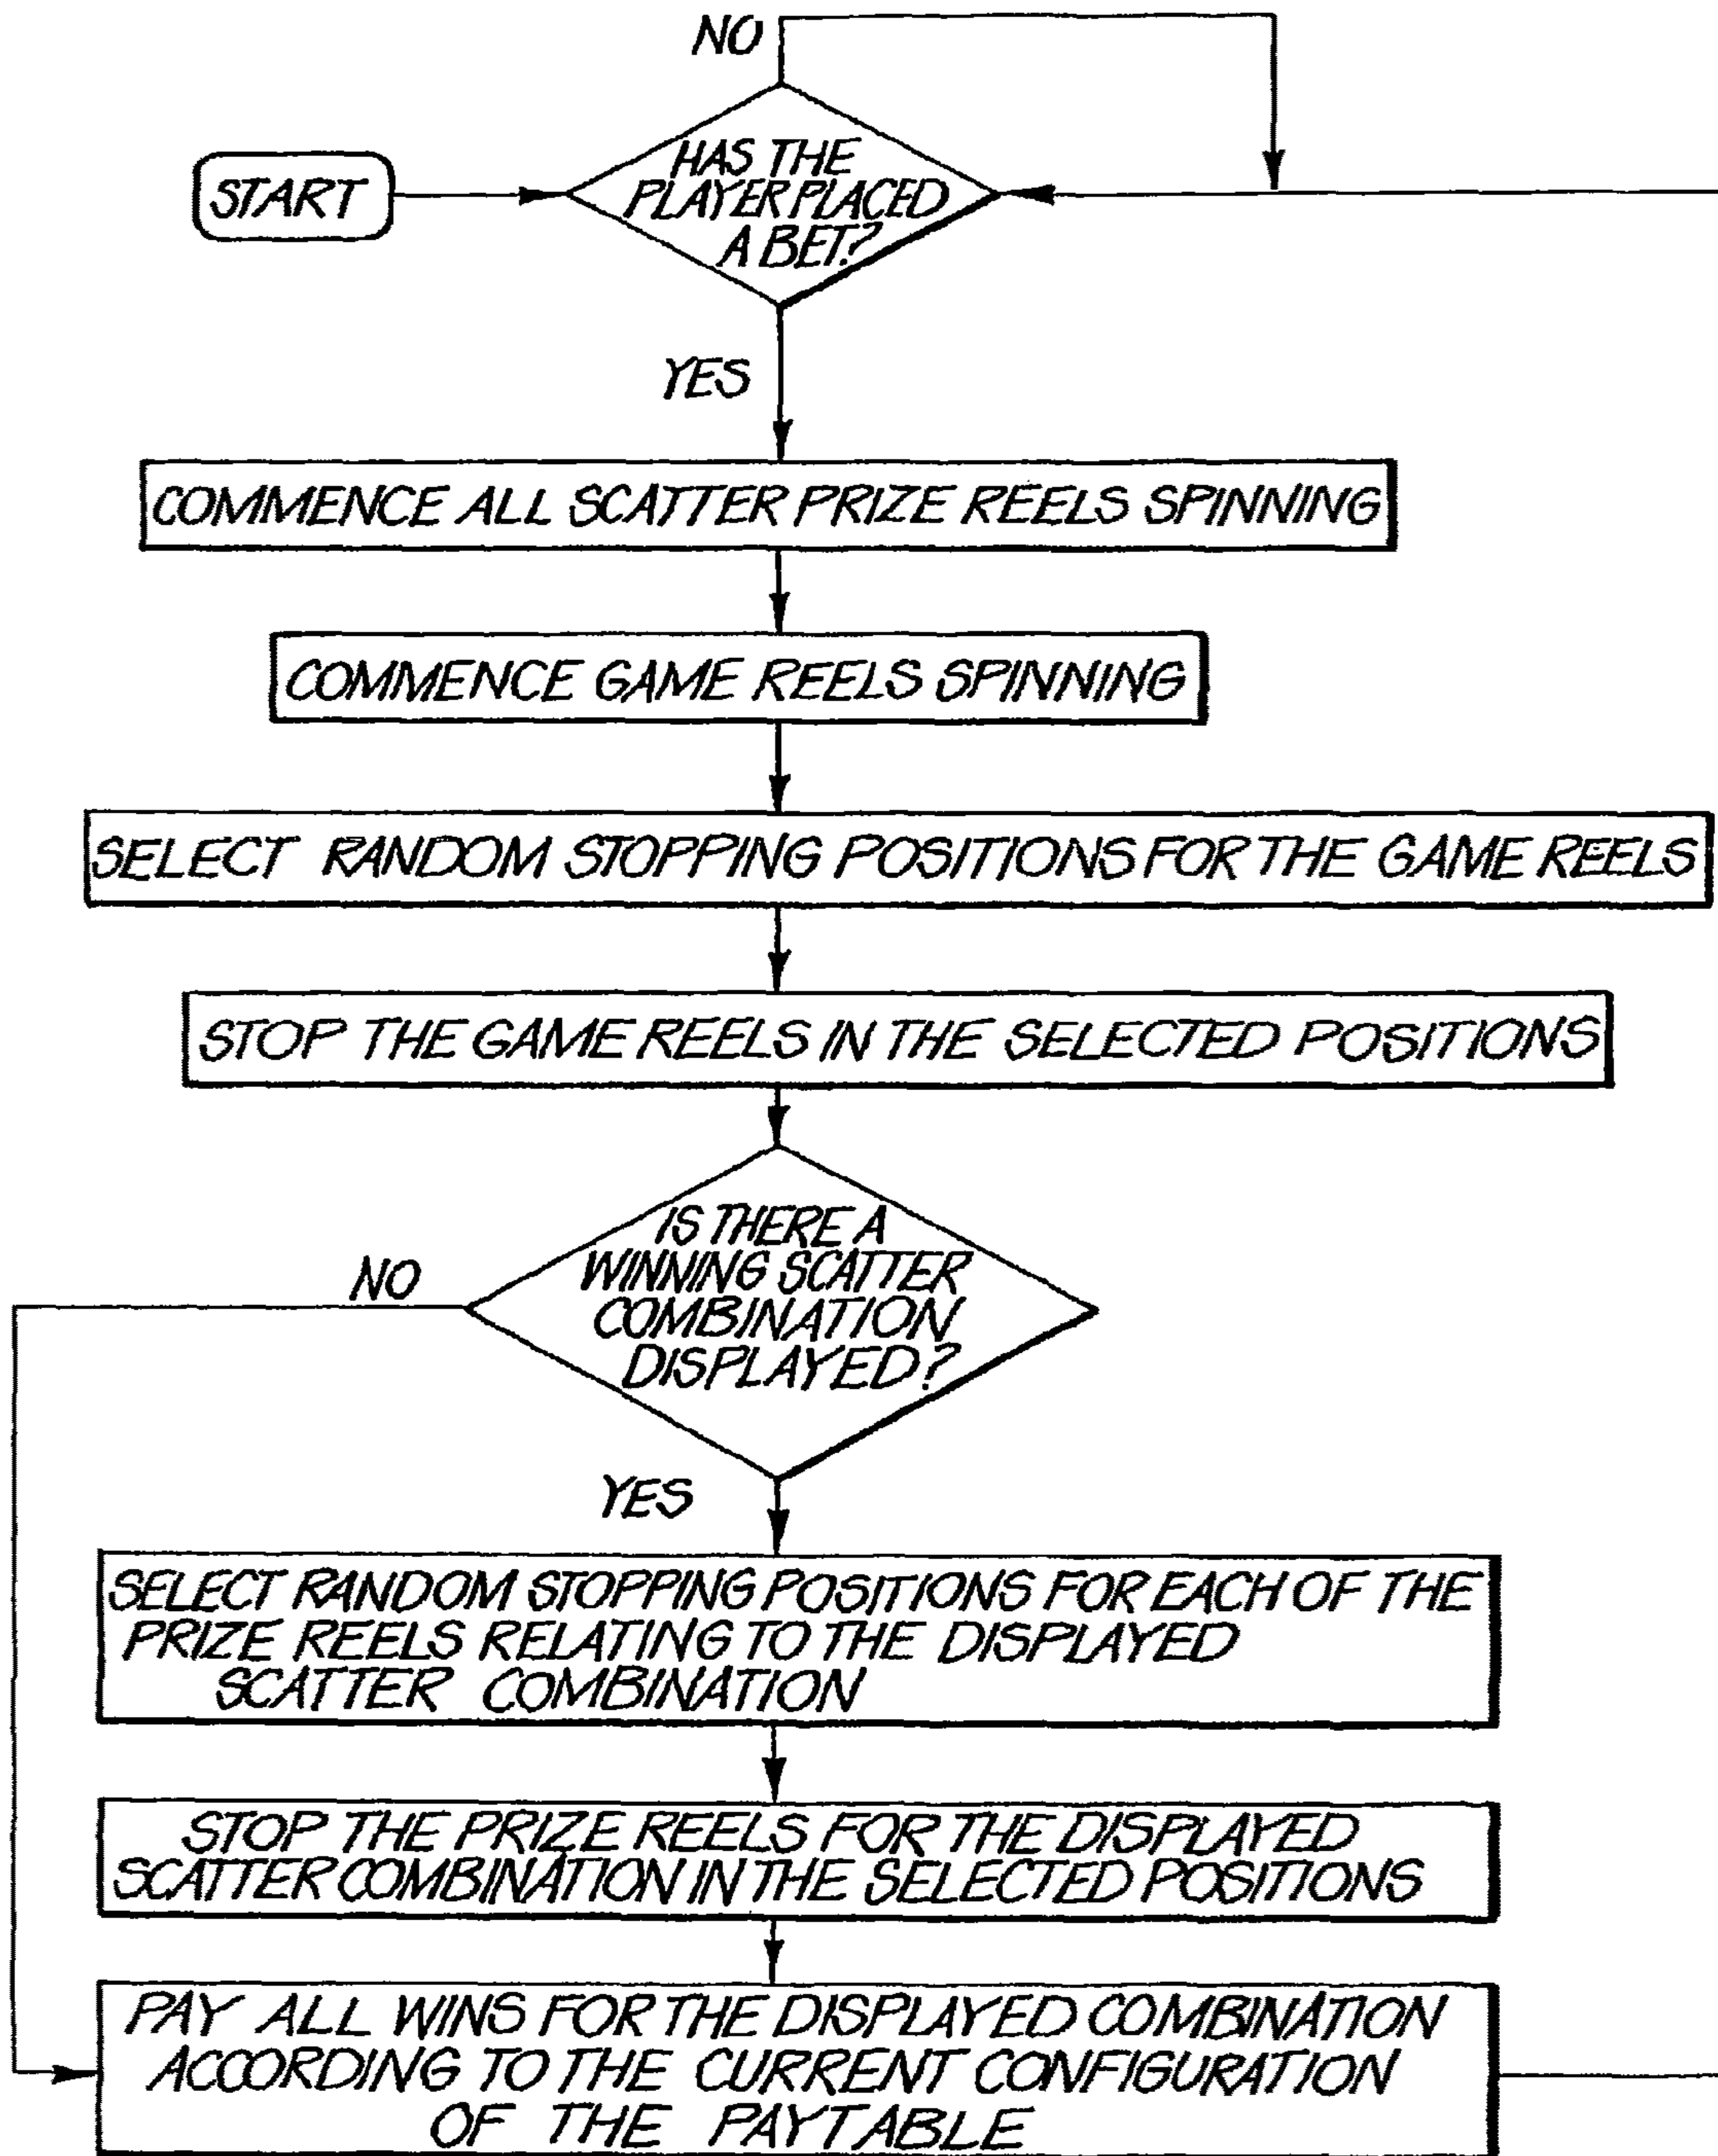 NO
START
HAS THE
PLAYER PLACED
A BET?
YES
COMMENCE ALL SCATTER PRIZE REELS SPINNING
COMMENCE GAME REELS SPINNING
SELECT RANDOM STOPPING POSITIONS FOR THE GAME REELS
STOP THE GAME REELS IN THE SELECTED POSITIONS
IS THERE A
WINNING SCATTER
COMBINATION
DISPLAYED?
NO
YES
SELECT RANDOM STOPPING POSITIONS FOR EACH OF THE
PRIZE REELS RELATING TO THE DISPLAYED
SCATTER COMBINATION
STOP THE PRIZE REELS FOR THE DISPLAYED
SCATTER COMBINATION IN THE SELECTED POSITIONS
PAY ALL WINS FOR THE DISPLAYED COMBINATION
ACCORDING TO THE CURRENT CONFIGURATION
OF THE PAYTABLE